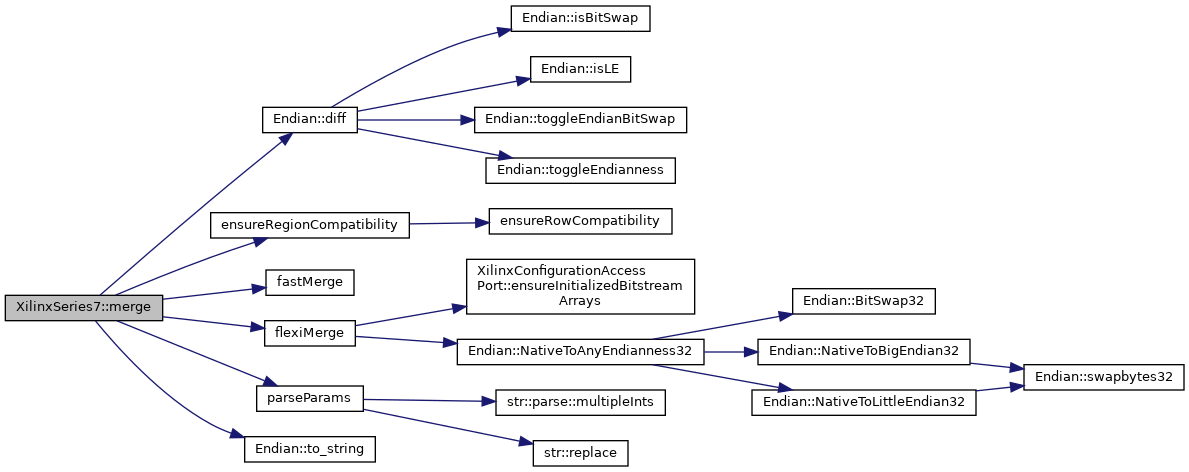 Endian::isBitSwap
Endian::isLE
Endian::diff
Endian::toggleEndianBitSwap
Endian::toggleEndianness
ensureRegionCompatibility
ensureRowCompatibility
XilinxSeries7::merge
fastMerge
XilinxConfigurationAccess
Port::ensureInitializedBitstream
Arrays
flexiMerge
Endian::BitSwap32
Endian::NativeToAnyEndianness32
Endian::NativeToBigEndian32
Endian::swapbytes32
Endian::NativeToLittleEndian32
parseParams
str::parse::multipleInts
Endian::to_string
str::replace